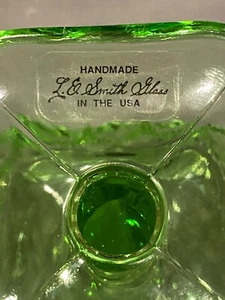 HANDMADE
L.E. Smith Glass
IN THE USA